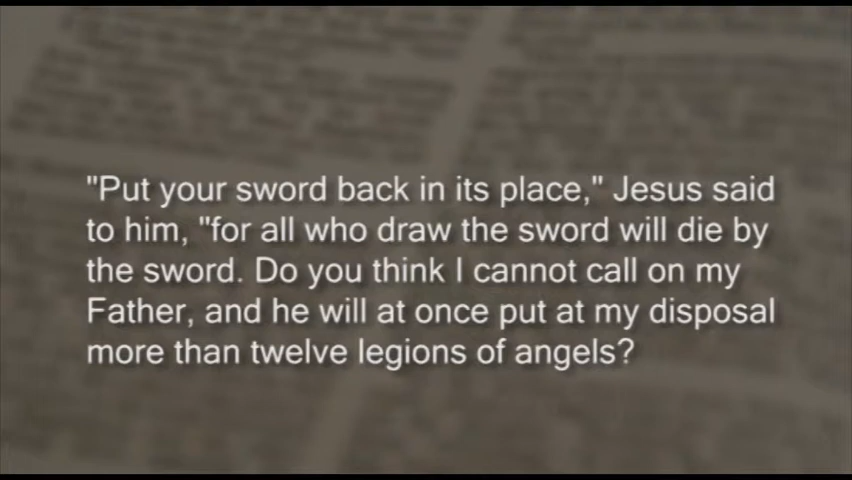 "Put your sword back in its place," Jesus said
to him, "for all who draw the sword will die by
the sword. Do you think I cannot call on my
Father, and he will at once put at my disposal
more than twelve legions of angels?